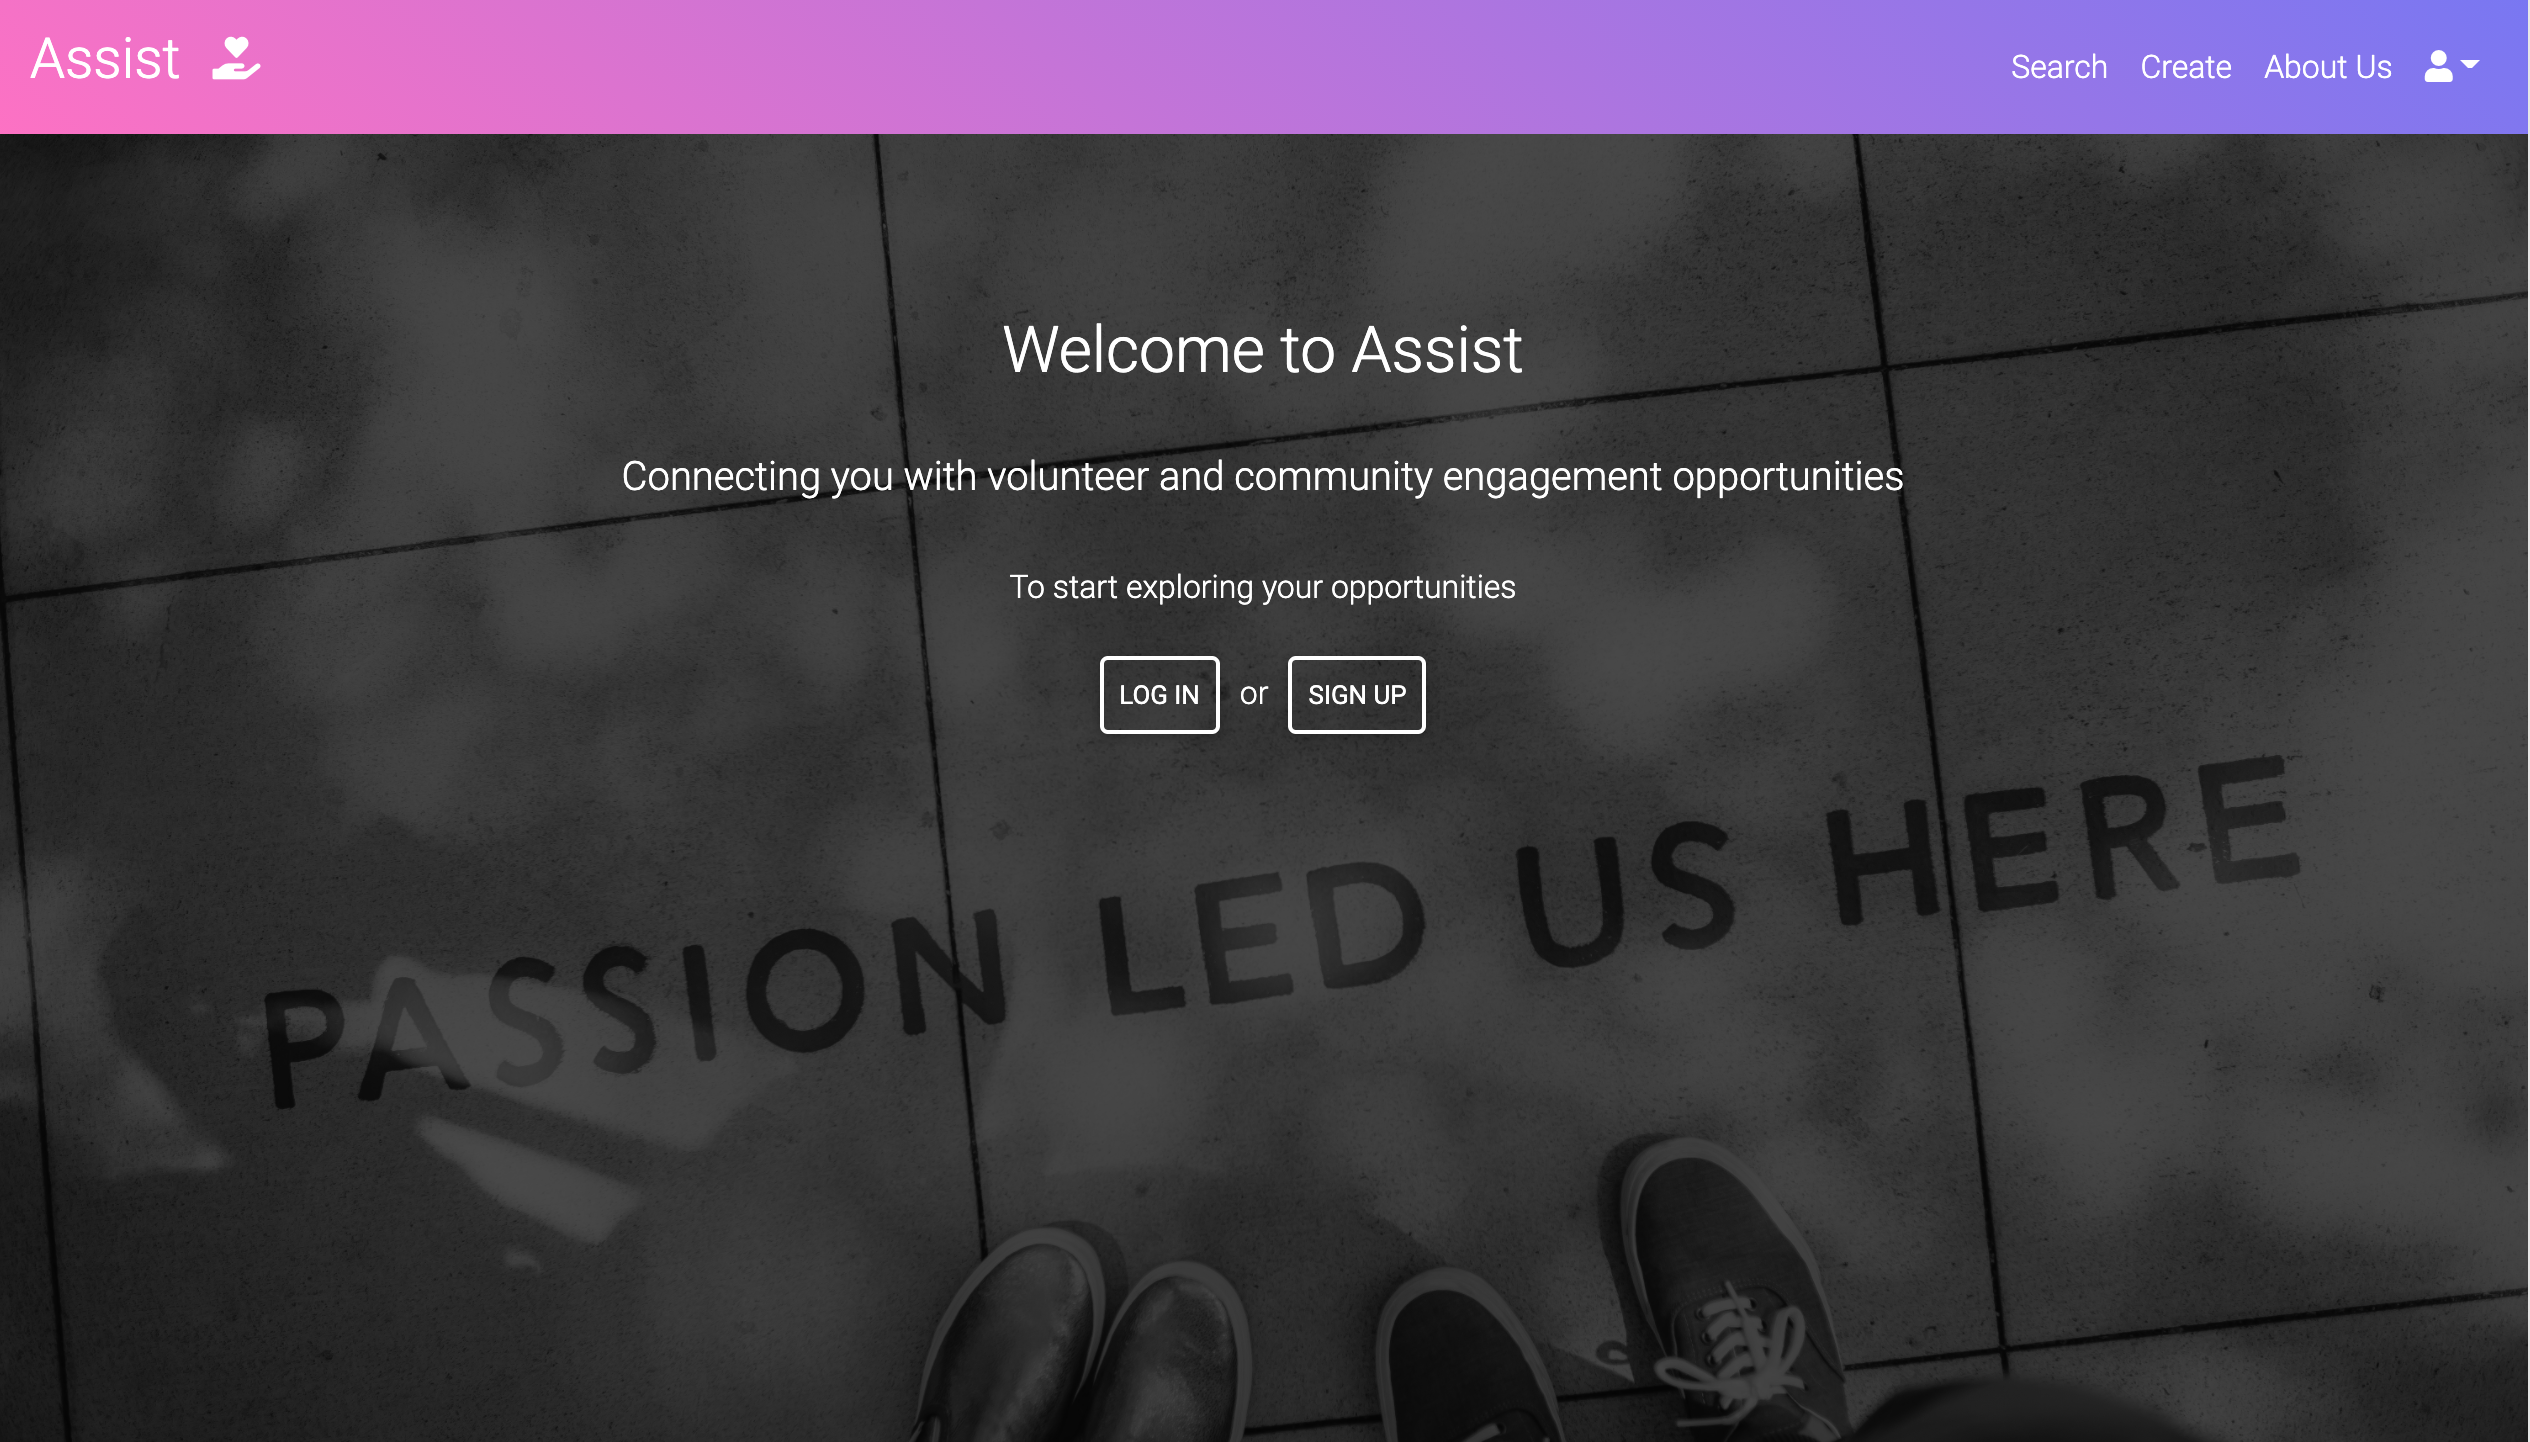 Assist
Search Create About Us
Welcome to Assist
Connecting you with volunteer and community engagement opportunities
To start exploring your opportunities
LOG IN or SIGN UP
PASSION LED US HERE